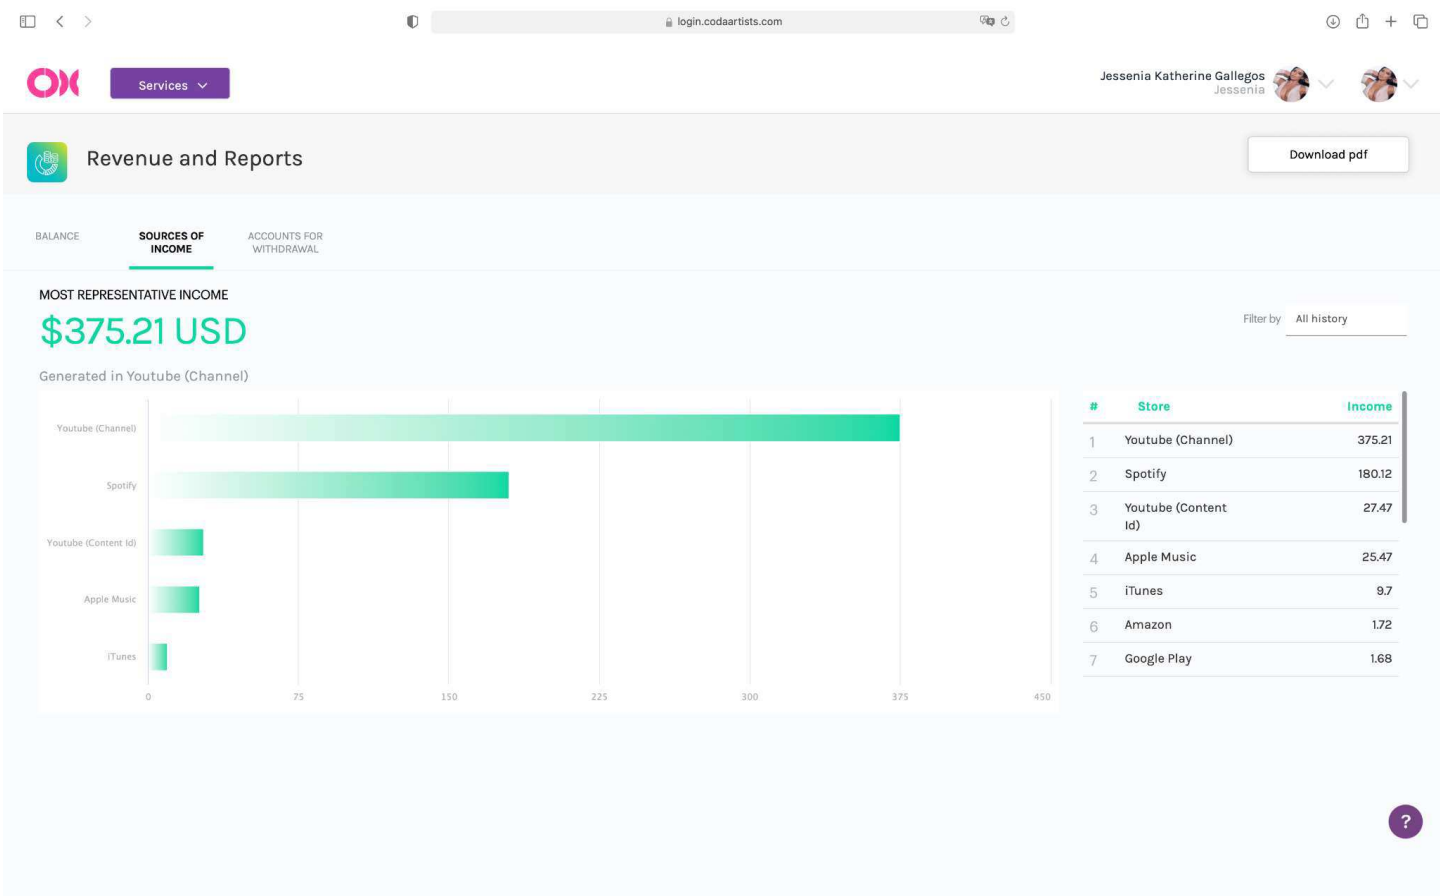 login.codaartists.com
Services
Jessenia Katherine Gallegos
Jessenia
Revenue and Reports
Download pdf
BALANCE
SOURCES OF
INCOME
ACCOUNTS FOR
WITHDRAWAL
MOST REPRESENTATIVE INCOME
$375.21 USD
Filter by All history
Generated in Youtube (Channel)
Youtube (Channel)
Spotify
Youtube (Content Id)
Apple Music
iTunes
0 75 150 225 300 375 450
# Store Income
1 Youtube (Channel) 375.21
2 Spotify 180.12
3 Youtube (Content 27.47
Id)
4 Apple Music 25.47
5 iTunes 9.7
6 Amazon 1.72
7 Google Play 1.68
?